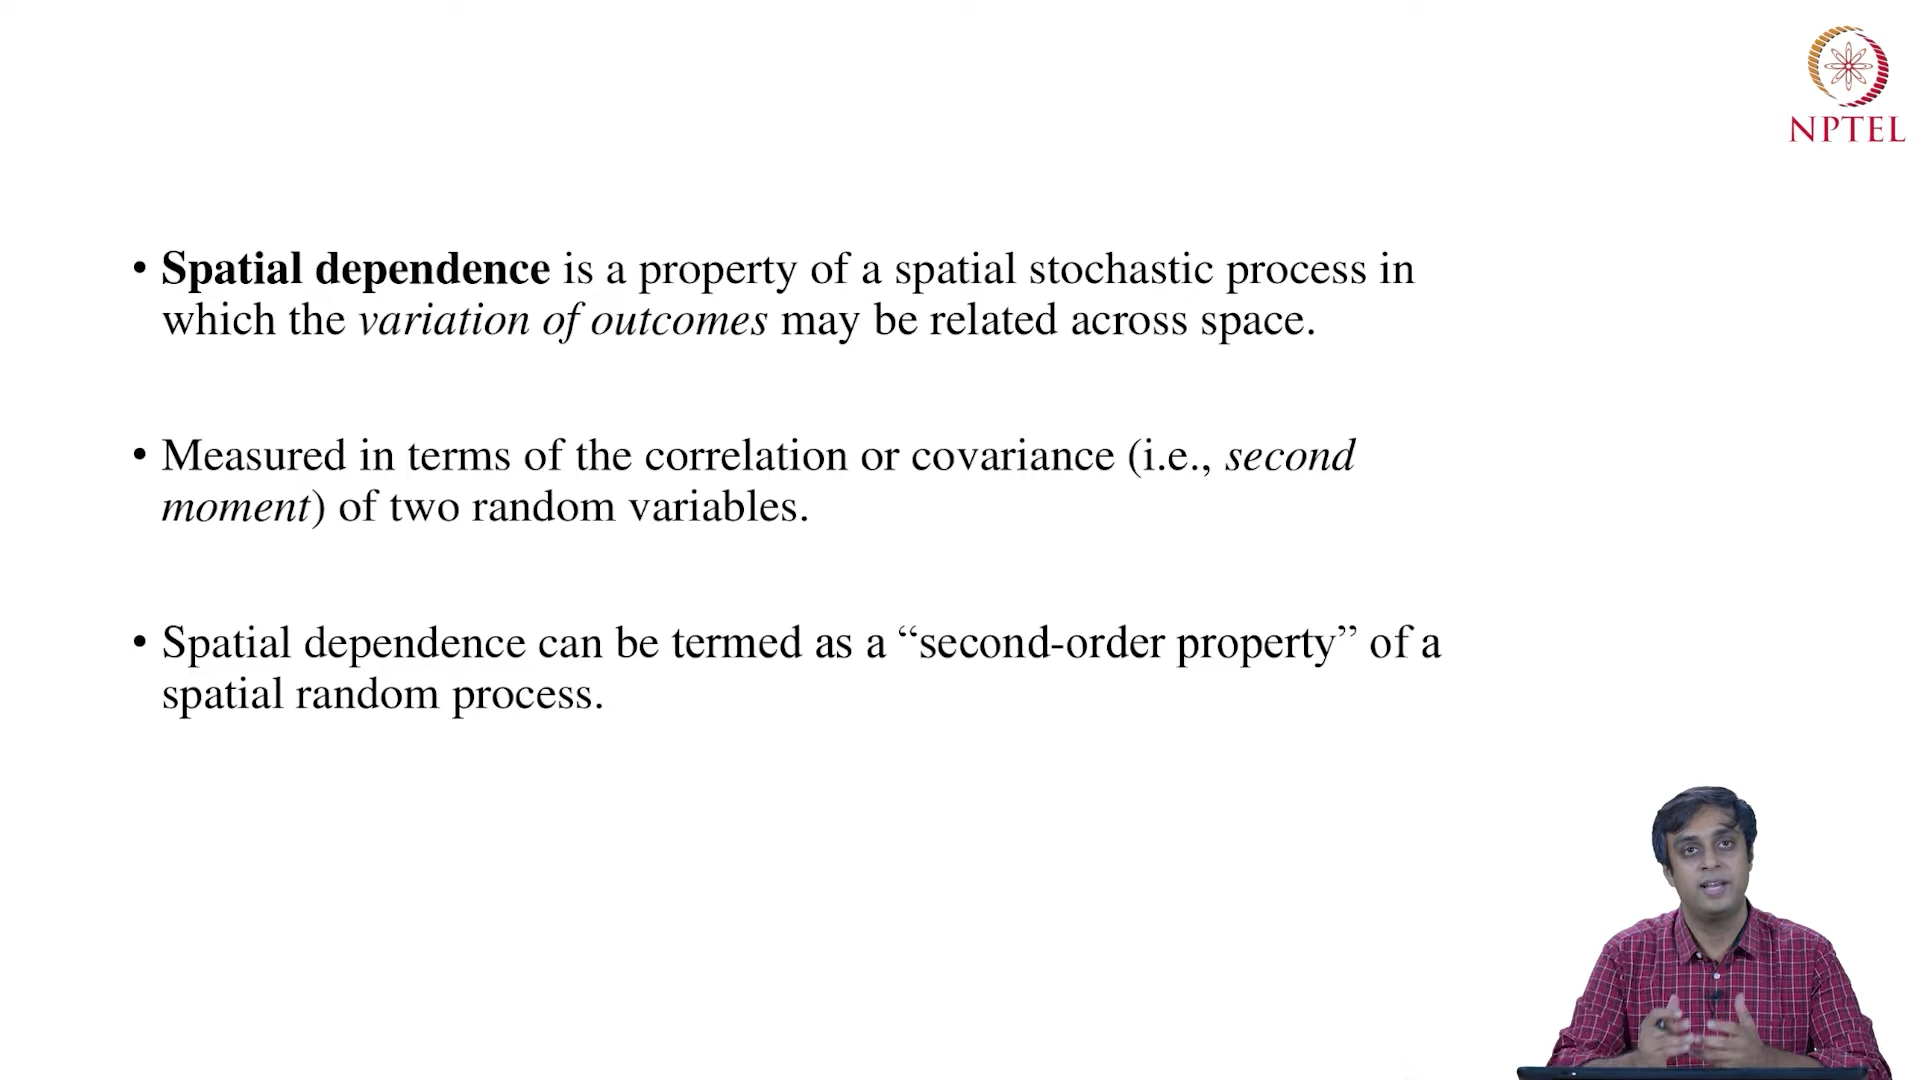 NPTEL
• Spatial dependence is a property of a spatial stochastic process in
which the variation of outcomes may be related across space.
• Measured in terms of the correlation or covariance (i.e., second
moment) of two random variables.
• Spatial dependence can be termed as a “second-order property” of a
spatial random process.